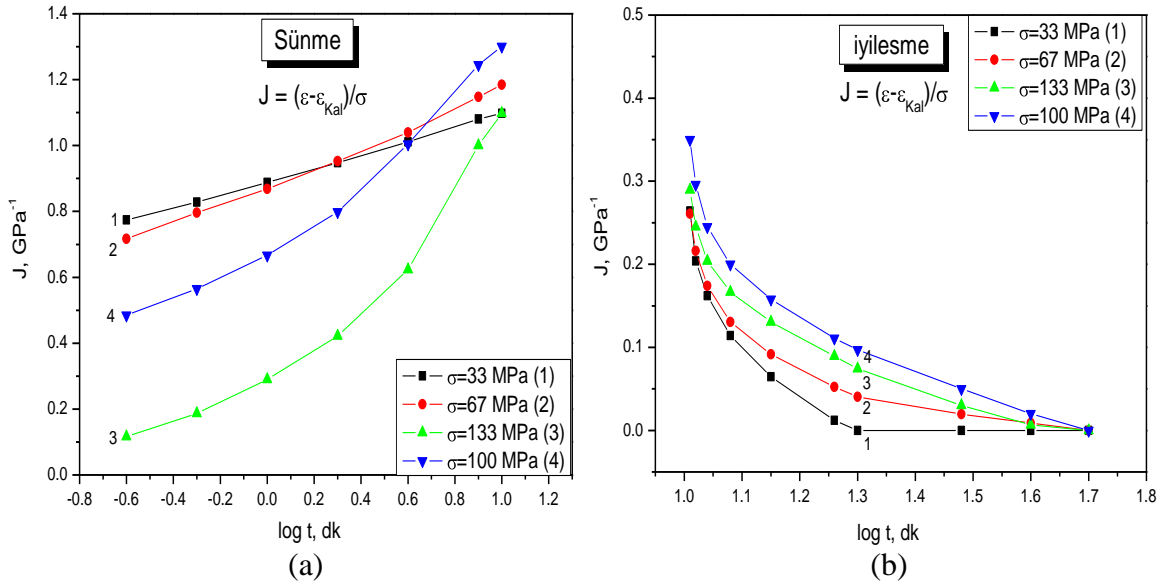 Sünme
J = (ε-εKal)/σ
J, GPa-1
1.4
1.2
1.0
0.8
0.6
0.4
0.2
0.0
1
2
4
3
σ=33 MPa (1)
σ=67 MPa (2)
σ=133 MPa (3)
σ=100 MPa (4)
-0.8 -0.6 -0.4 -0.2 0.0 0.2 0.4 0.6 0.8 1.0 1.2
log t, dk
(a)
iyilesme
J = (ε-εKal)/σ
σ=33 MPa (1)
σ=67 MPa (2)
σ=133 MPa (3)
σ=100 MPa (4)
J, GPa-1
0.5
0.4
0.3
0.2
0.1
0.0
4
3
2
1
1.0 1.1 1.2 1.3 1.4 1.5 1.6 1.7 1.8
log t, dk
(b)